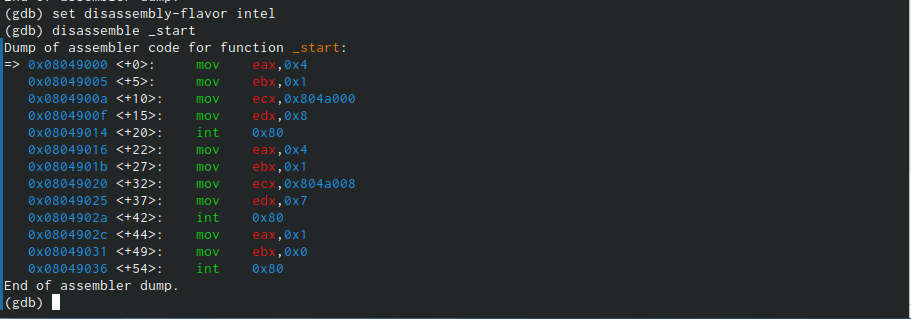 End of assembler dump.
(gdb) set disassembly-flavor intel
(gdb) disassemble _start
Dump of assembler code for function _start:
=> 0x08049000 <+0>:     mov    eax,0x4
   0x08049005 <+5>:     mov    ebx,0x1
   0x0804900a <+10>:    mov    ecx,0x804a000
   0x0804900f <+15>:    mov    edx,0x8
   0x08049014 <+20>:    int    0x80
   0x08049016 <+22>:    mov    eax,0x4
   0x0804901b <+27>:    mov    ebx,0x1
   0x08049020 <+32>:    mov    ecx,0x804a008
   0x08049025 <+37>:    mov    edx,0x7
   0x0804902a <+42>:    int    0x80
   0x0804902c <+44>:    mov    eax,0x1
   0x08049031 <+49>:    mov    ebx,0x0
   0x08049036 <+54>:    int    0x80
End of assembler dump.
(gdb)